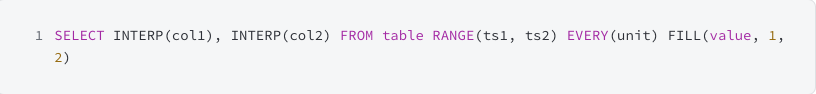 1 SELECT INTERP(col1), INTERP(col2) FROM table RANGE(ts1, ts2) EVERY(unit) FILL(value, 1,
2)